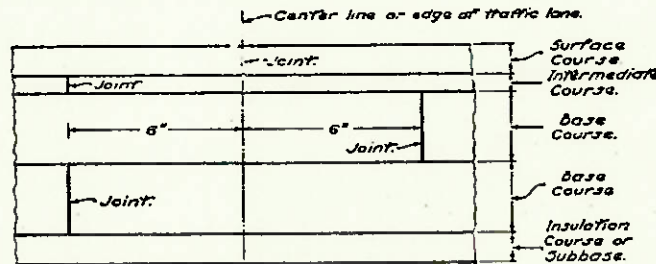 Center line or edge of traffic lane.
Surface
Course.
Joint.
Intermediate
Course.
Joint
6"
6"
Base
Course.
Joint.
Joint.
Base
Course
Insulation
Course or
Subbase.